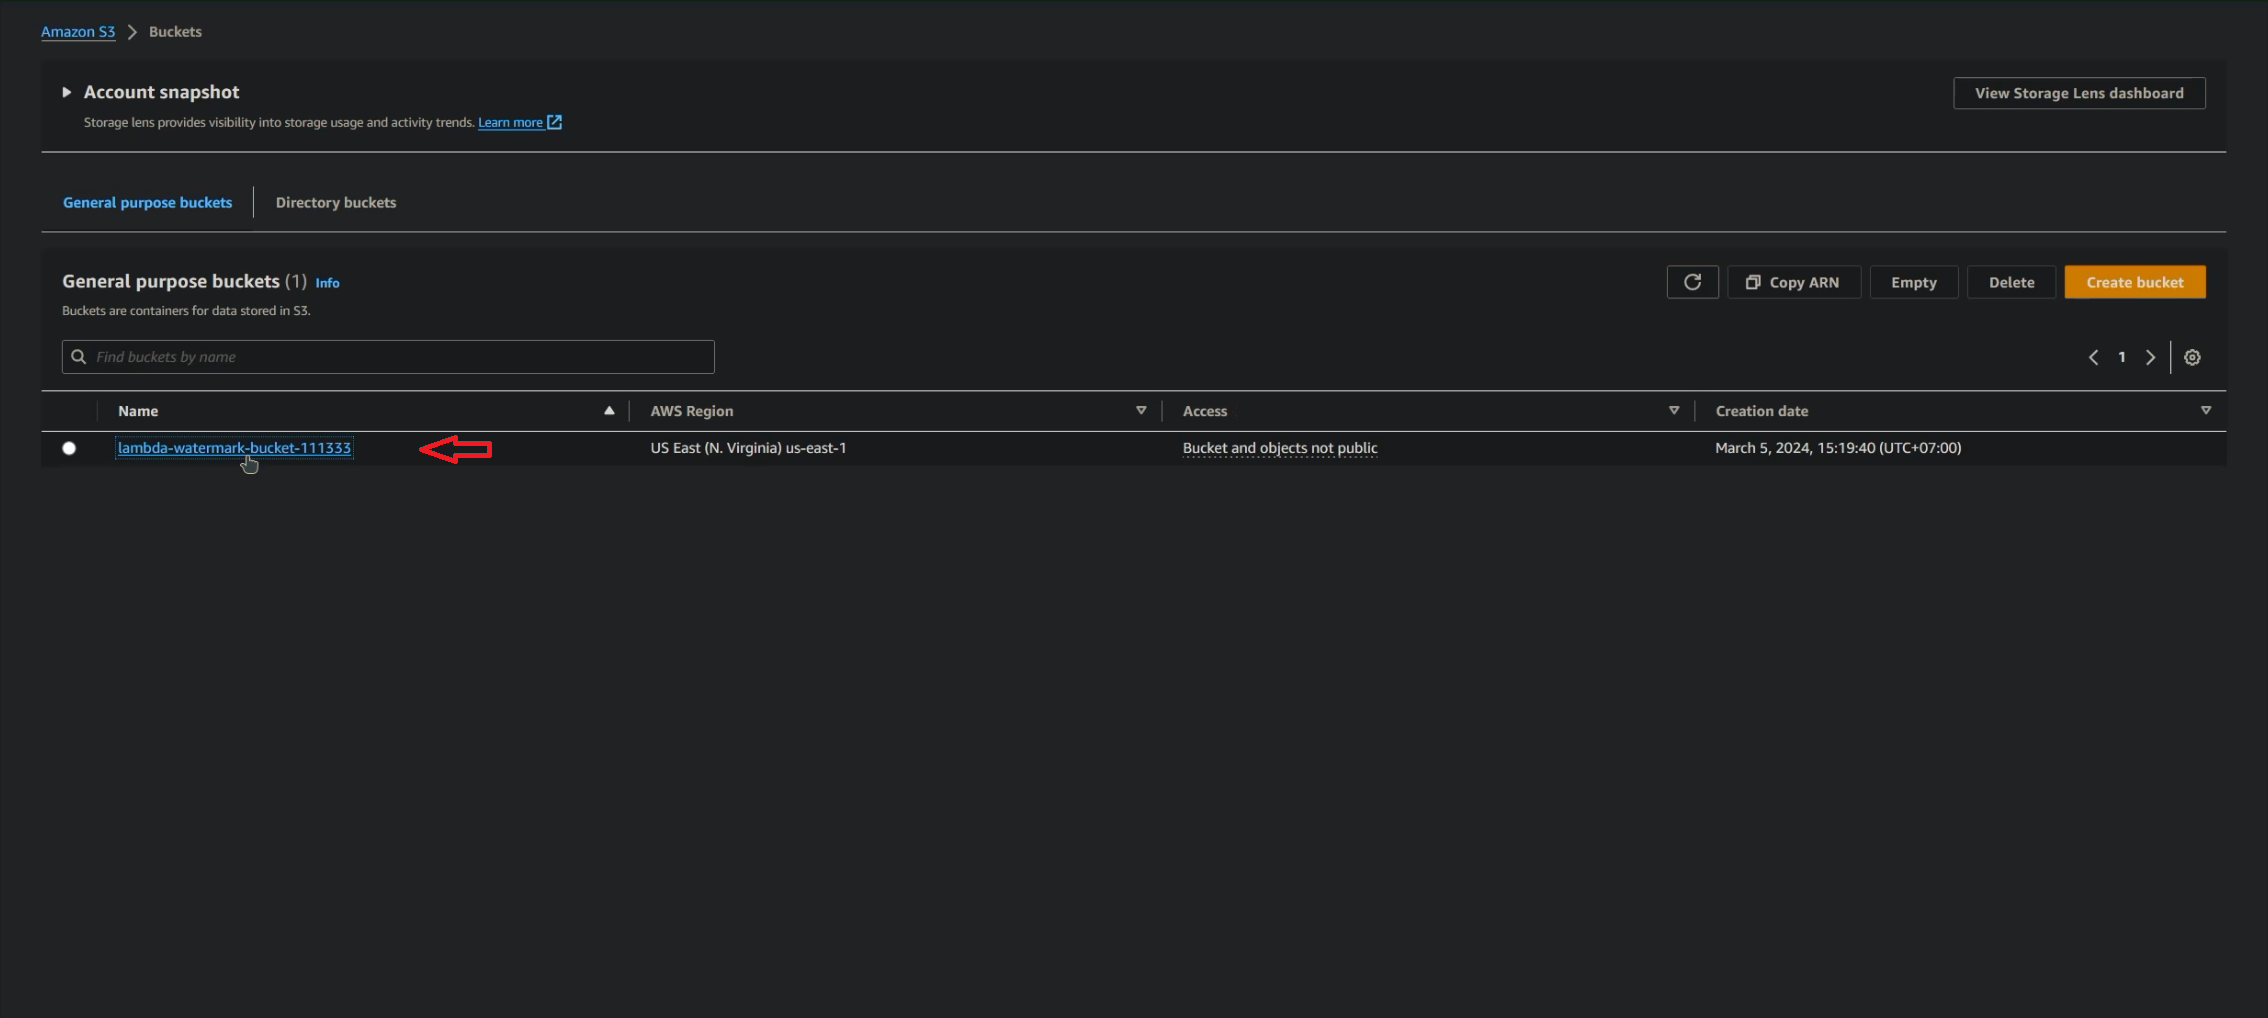 Amazon S3 > Buckets
Account snapshot
View Storage Lens dashboard
Storage lens provides visibility into storage usage and activity trends. Learn more
General purpose buckets
Directory buckets
General purpose buckets (1) Info
Copy ARN
Empty
Delete
Create bucket
Buckets are containers for data stored in S3.
Find buckets by name
1
Name
AWS Region
Access
Creation date
lambda-watermark-bucket-111333
US East (N. Virginia) us-east-1
Bucket and objects not public
March 5, 2024, 15:19:40 (UTC+07:00)